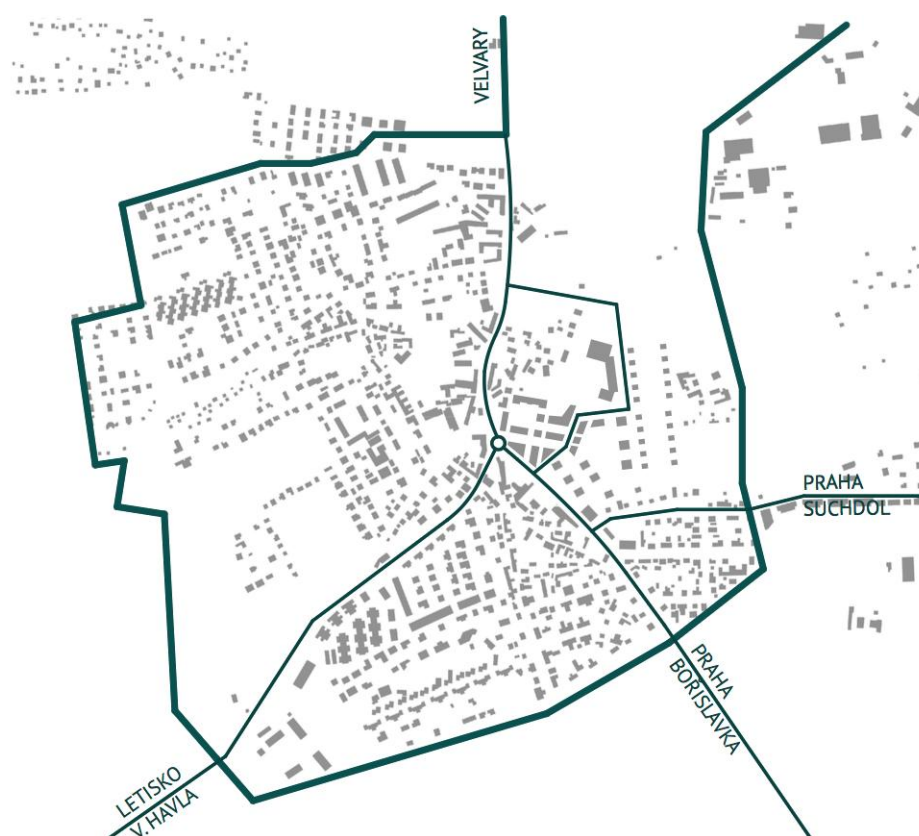 VELVARY
PRAHA
SUCHDOL
PRAHA
BORISLAVKA
LETISKO
V. HAVLA